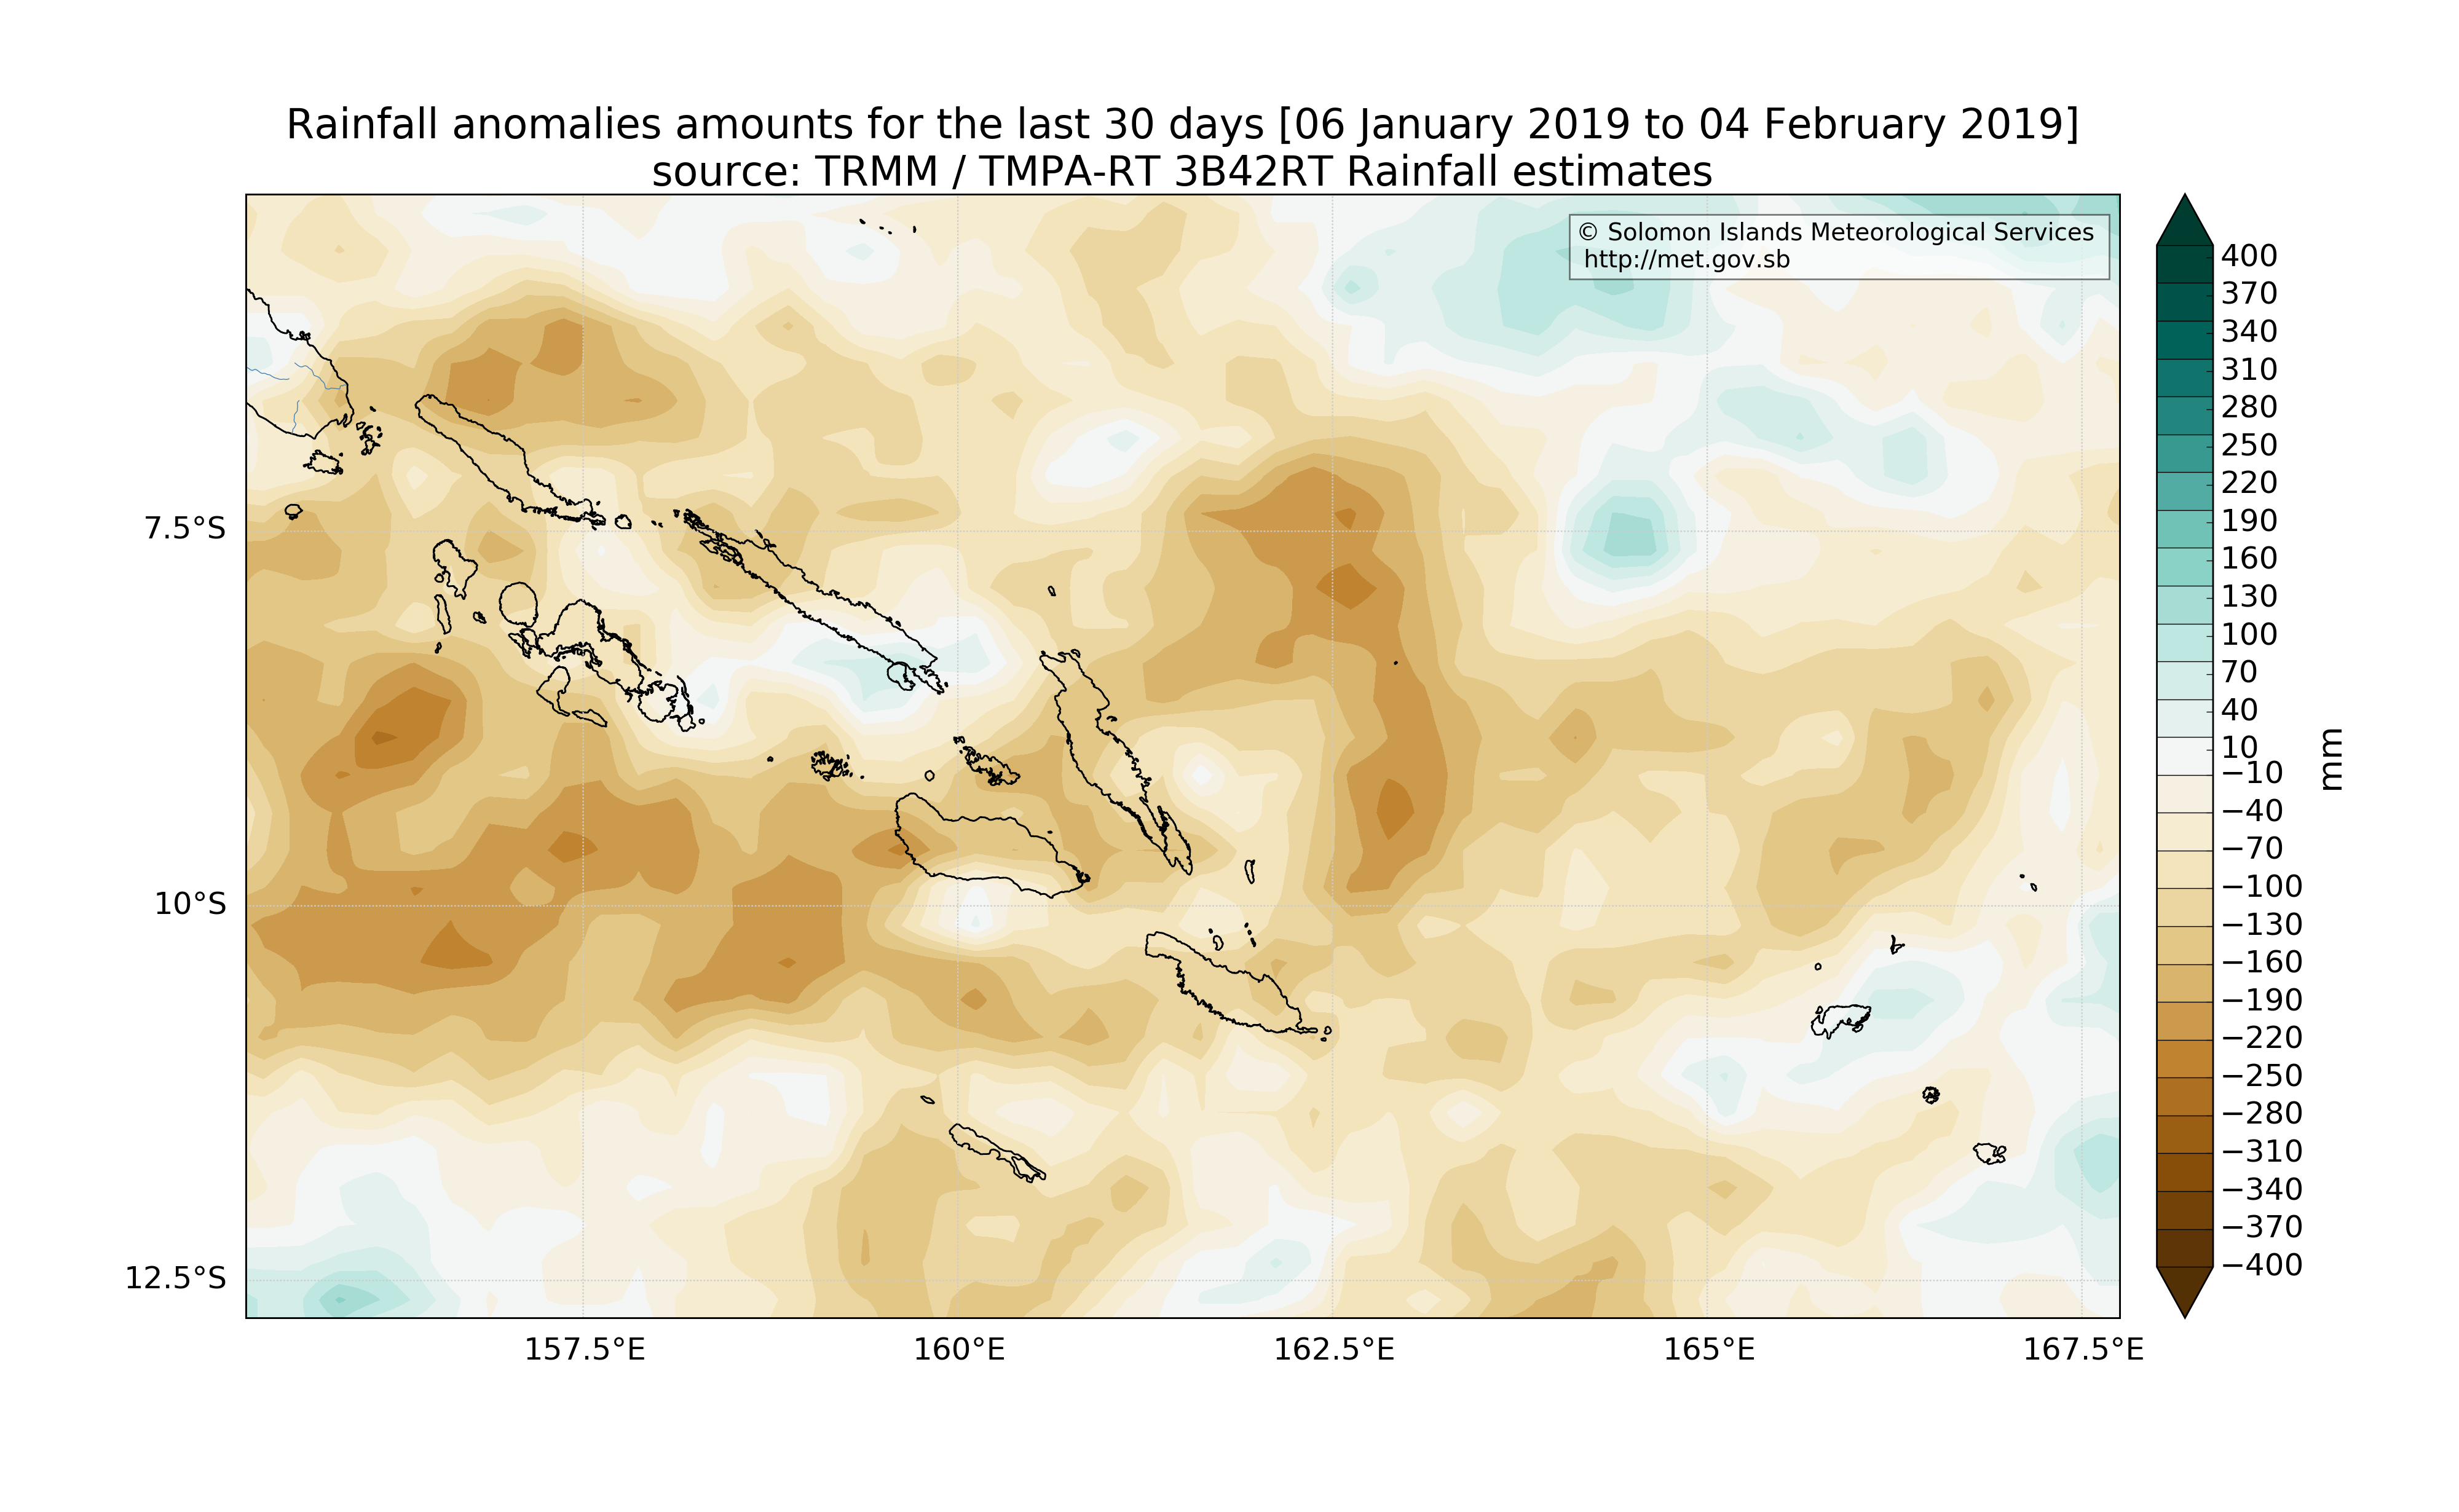 Rainfall anomalies amounts for the last 30 days [06 January 2019 to 04 February 2019]
source: TRMM / TMPA-RT 3B42RT Rainfall estimates
© Solomon Islands Meteorological Services
http://met.gov.sb
7.5°S
10°S
12.5°S
157.5°E
160°E
162.5°E
165°E
167.5°E
400
370
340
310
280
250
220
190
160
130
100
70
40
10
−10
−40
−70
−100
−130
−160
−190
−220
−250
−280
−310
−340
−370
−400
mm